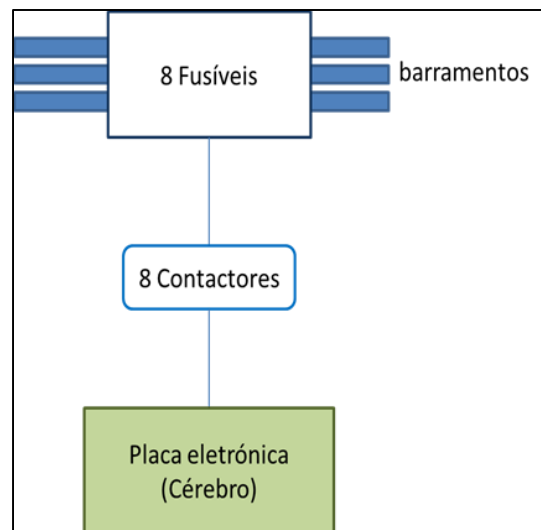 8 Fusíveis
barramentos
8 Contactores
Placa eletrónica
(Cérebro)